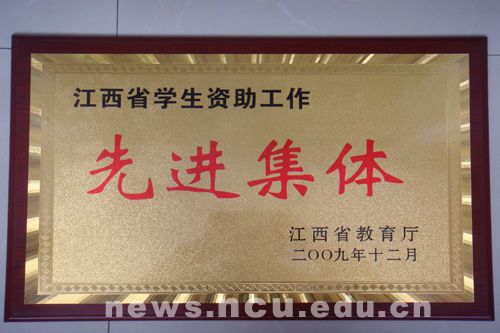 江西省学生资助工作
先进集体
江西省教育厅
二〇〇九年十二月
news.ncu.edu.cn